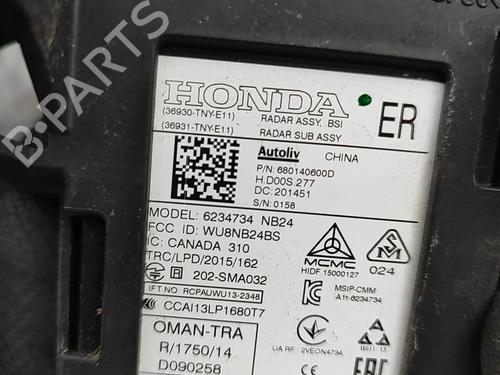 HONDA
(36930-TNY-E11) RADAR ASSY, BSI
(36931-TNY-E11) RADAR SUB ASSY
ER
Autoliv CHINA
P/N: 680140600D
H.D00S.277
DC: 201451
S/N: 0158
MODEL: 6234734 NB24
FCC ID: WU8NB24BS
IC: CANADA 310
TRC/LPD/2015/162
R 202-SMA032
IFT NRCP RCPAUWU13-2348
CCAI13LP1680T7
MCMC
HIDF 15000127
024
MSIP-CMM
A1t-6234734
OMAN-TRA
R/1750/14
D090258
UA RF : 2VEON4734
EAC
B-PARTS